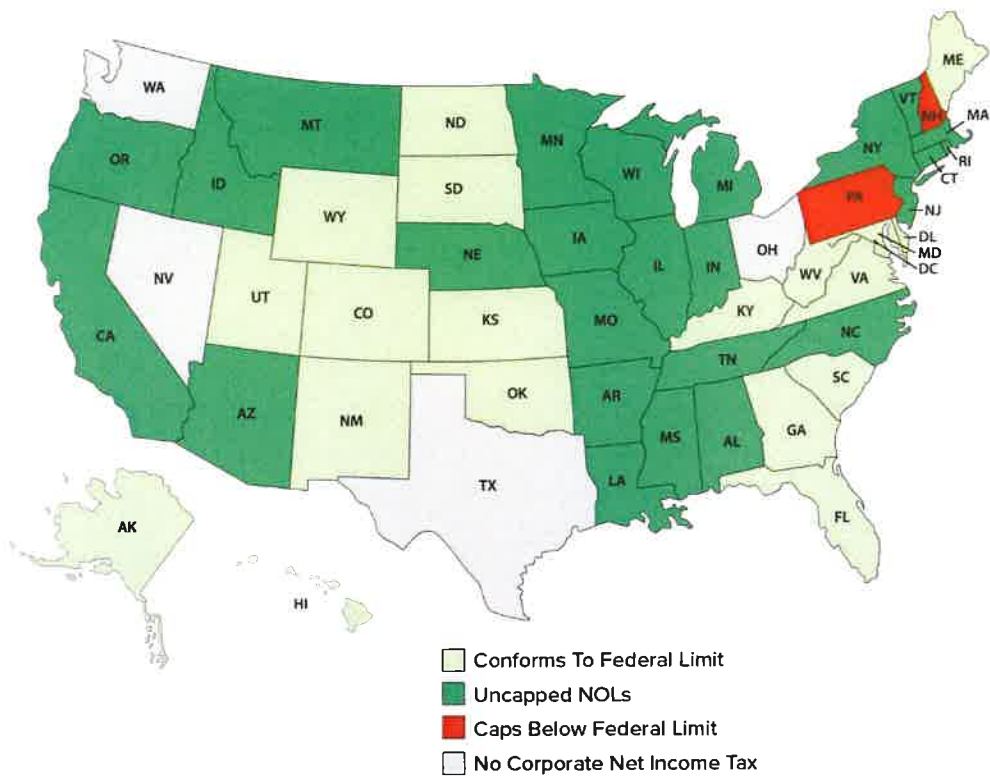 WA
MT
ND
ME
OR
ID
MN
VT
NH
MA
WY
SD
WI
MI
NY
RI
CT
NV
UT
NE
IA
PA
NJ
CO
KS
IL
IN
OH
DL
MD
DC
WV
VA
CA
MO
KY
NC
AZ
NM
OK
AR
TN
SC
TX
LA
MS
AL
GA
AK
FL
HI
Conforms To Federal Limit
Uncapped NOLs
Caps Below Federal Limit
No Corporate Net Income Tax